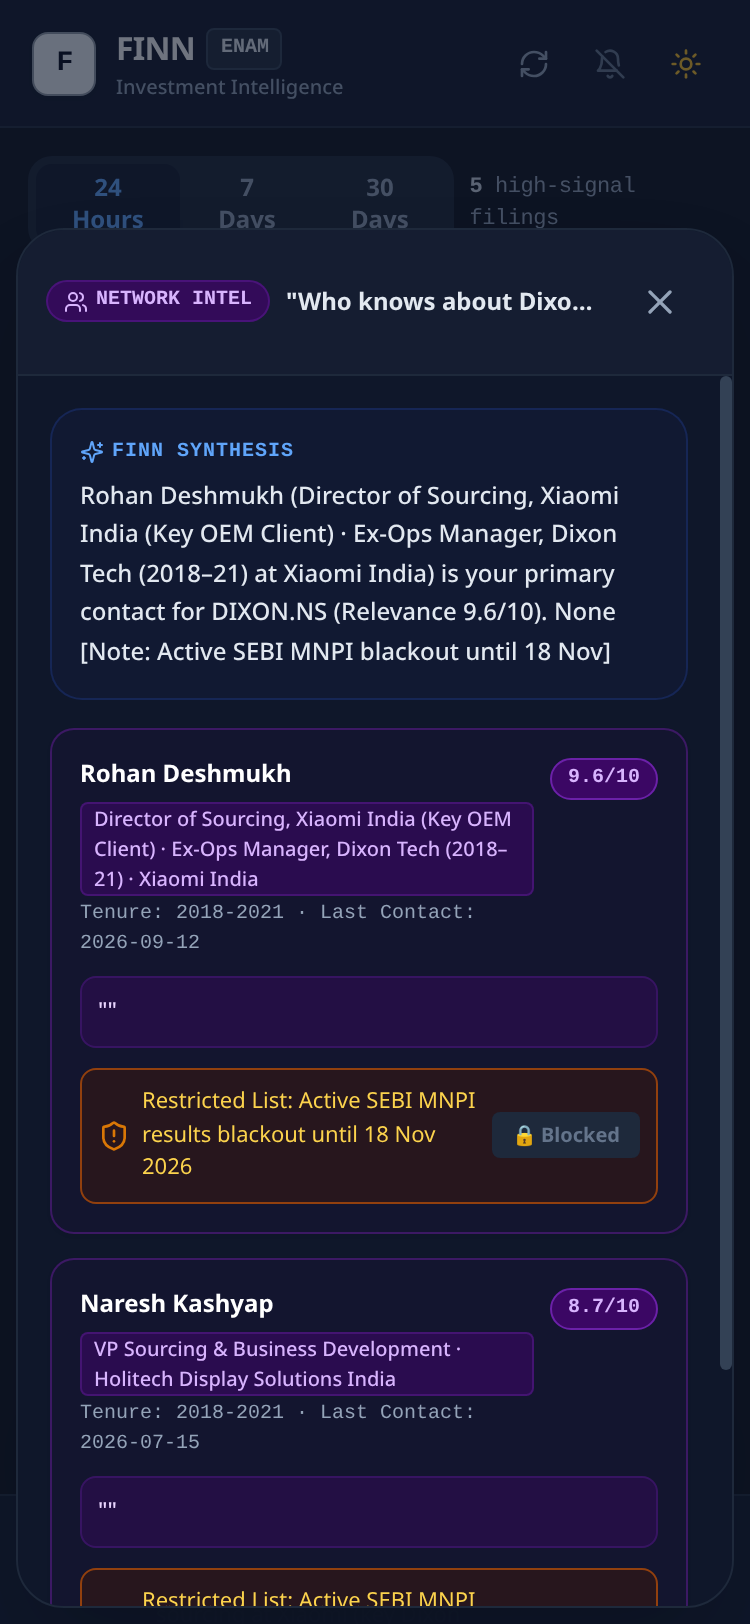 F
FINN ENAM
Investment Intelligence
24 Hours
7 Days
30 Days
5 high-signal
filings
NETWORK INTEL
"Who knows about Dixo...
FINN SYNTHESIS
Rohan Deshmukh (Director of Sourcing, Xiaomi
India (Key OEM Client) · Ex-Ops Manager, Dixon
Tech (2018–21) at Xiaomi India) is your primary
contact for DIXON.NS (Relevance 9.6/10). None
[Note: Active SEBI MNPI blackout until 18 Nov]
Rohan Deshmukh
9.6/10
Director of Sourcing, Xiaomi India (Key OEM
Client) · Ex-Ops Manager, Dixon Tech (2018–
21) · Xiaomi India
Tenure: 2018-2021 · Last Contact:
2026-09-12
""
Restricted List: Active SEBI MNPI
results blackout until 18 Nov
2026
🔒 Blocked
Naresh Kashyap
8.7/10
VP Sourcing & Business Development ·
Holitech Display Solutions India
Tenure: 2018-2021 · Last Contact:
2026-07-15
""
Restricted List: Active SEBI MNPI